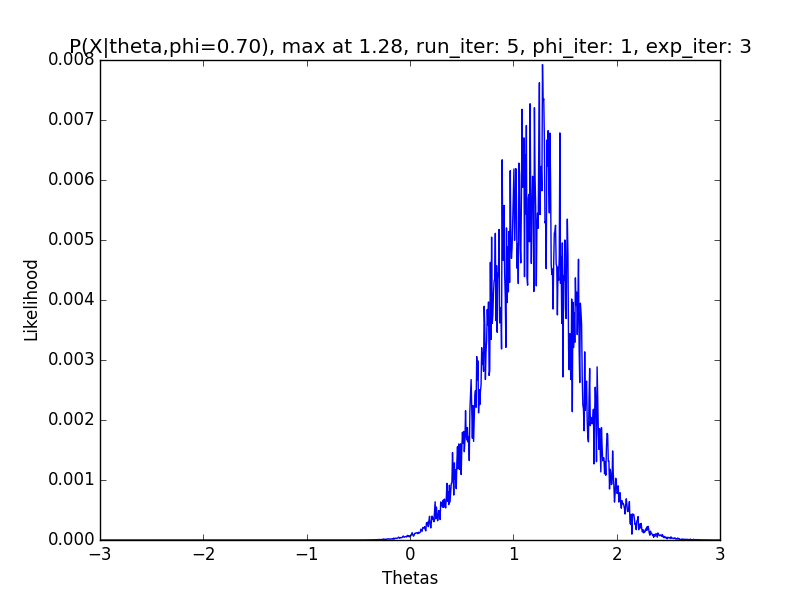 P(X|theta,phi=0.70), max at 1.28, run_iter: 5, phi_iter: 1, exp_iter: 3
0.008
0.007
0.006
0.005
0.004
0.003
0.002
0.001
0.000
Likelihood
−3 −2 −1 0 1 2 3
Thetas